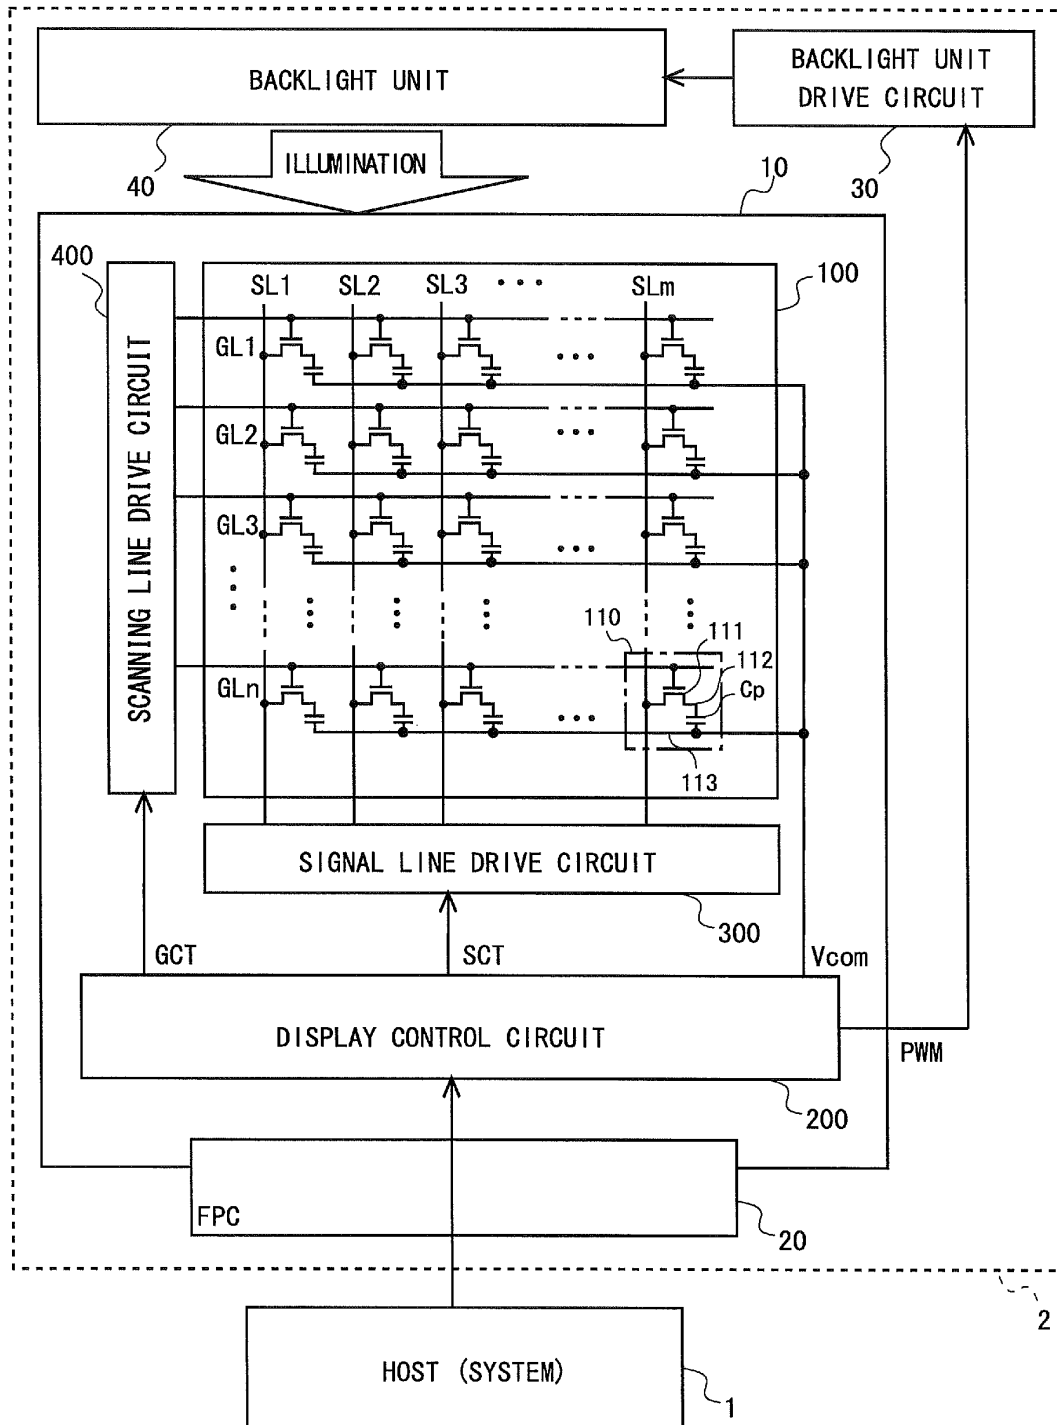 BACKLIGHT UNIT
BACKLIGHT UNIT
DRIVE CIRCUIT
40
ILLUMINATION
10
30
400
SL1 SL2 SL3 ••• SLm
100
SCANNING LINE DRIVE CIRCUIT
GL1
GL2
GL3
110
111
112
GLn
Cp
113
SIGNAL LINE DRIVE CIRCUIT
300
GCT
SCT
Vcom
DISPLAY CONTROL CIRCUIT
PWM
200
FPC
20
2
HOST (SYSTEM)
1